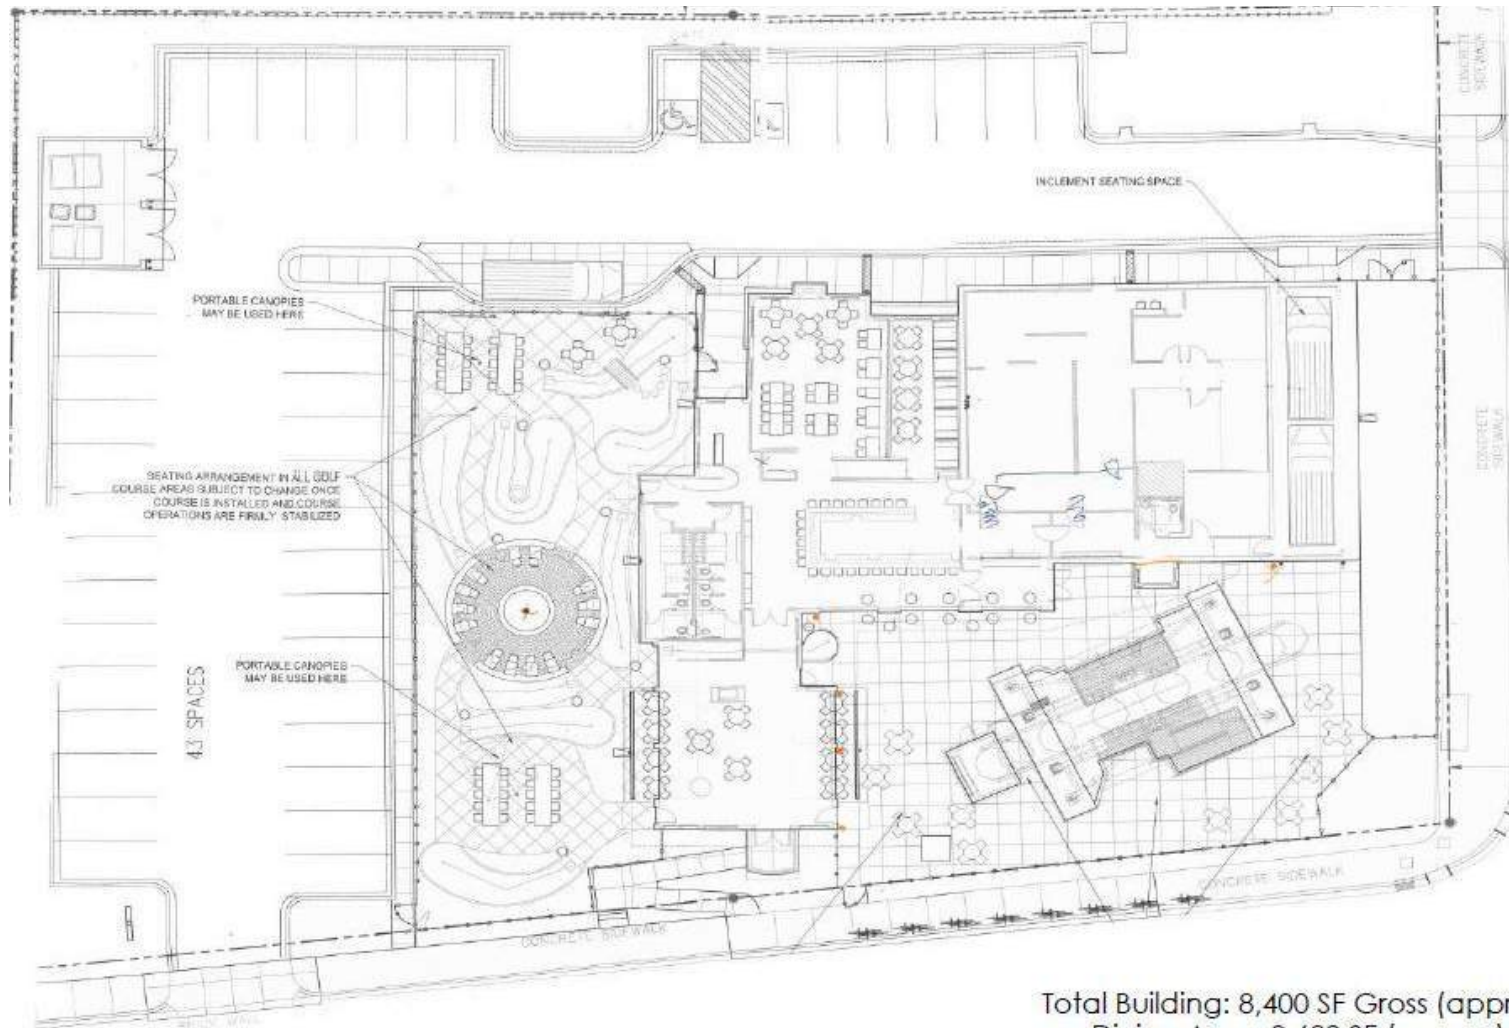 CONCRETE
SIDEWALK
INCLEMENT SEATING SPACE
PORTABLE CANOPIES
MAY BE USED HERE
CONCRETE
SIDEWALK
SEATING ARRANGEMENT IN ALL GOLF
COURSE AREAS SUBJECT TO CHANGE ONCE
COURSE IS INSTALLED AND COURSE
OPERATIONS ARE FIRMLY STABILIZED
PORTABLE CANOPIES
MAY BE USED HERE
43 SPACES
CONCRETE SIDEWALK
CONCRETE SIDEWALK
Total Building: 8,400 SF Gross (appr